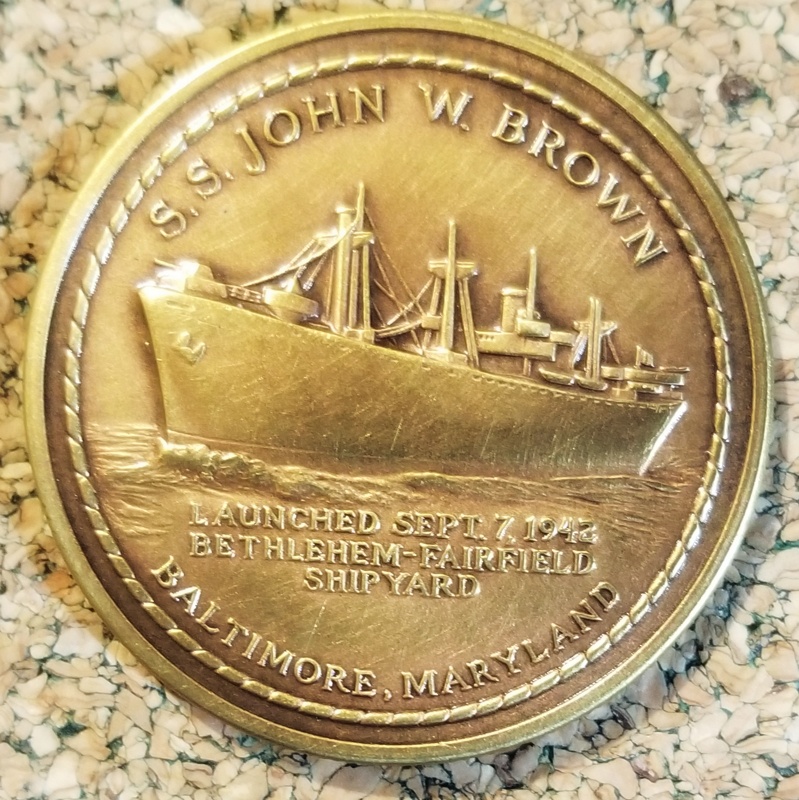 S.S. JOHN W. BROWN
LAUNCHED SEPT. 7, 1942
BETHLEHEM-FAIRFIELD
SHIPYARD
BALTIMORE, MARYLAND